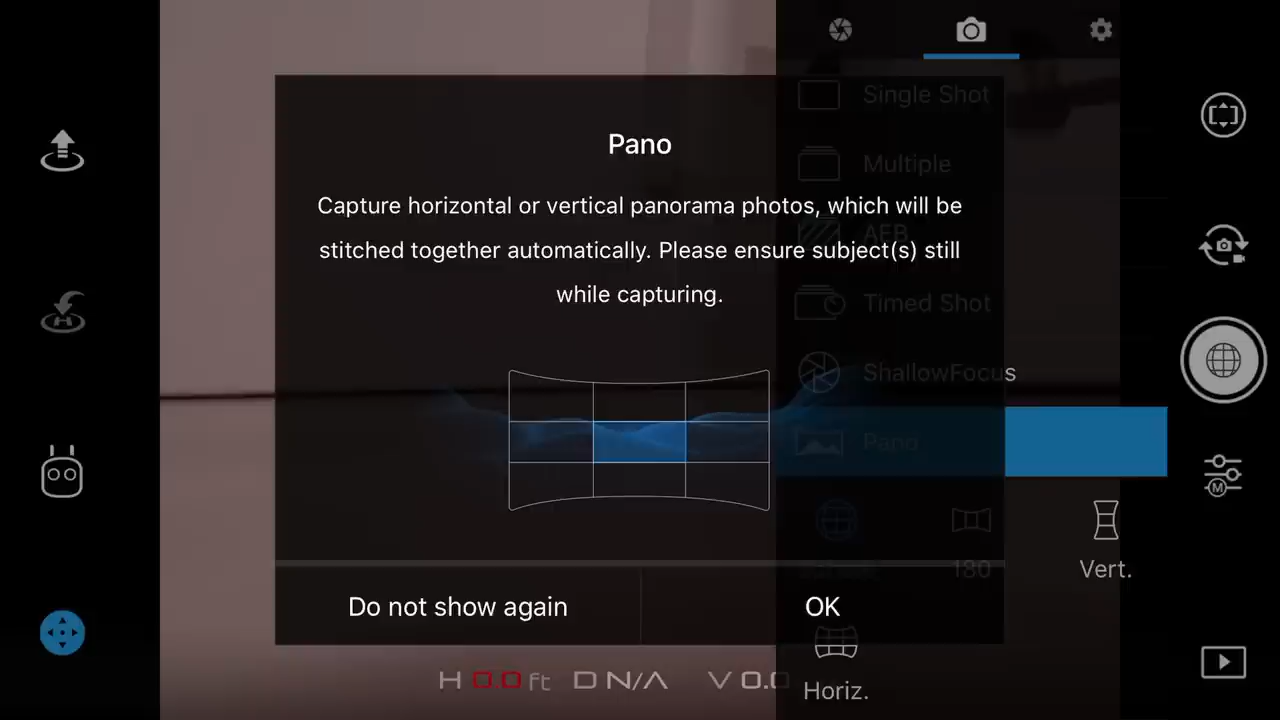 Single Shot
Pano
Multiple
Capture horizontal or vertical panorama photos, which will be
AEB
stitched together automatically. Please ensure subject(s) still
while capturing.
Timed Shot
ShallowFocus
Pano
M
180
Vert.
Do not show again
OK
H 0.0 ft D N/A V 0.0
Horiz.